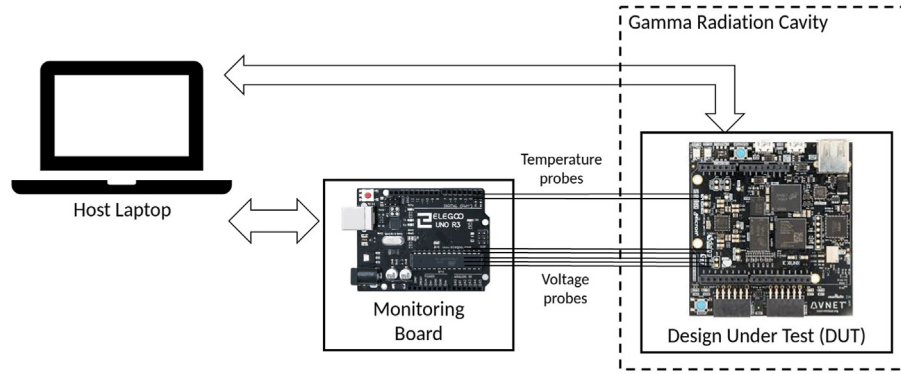 Gamma Radiation Cavity
Temperature
probes
Host Laptop
ELEGOO
UNO R3
Voltage
probes
Monitoring
Board
AVNET
Design Under Test (DUT)